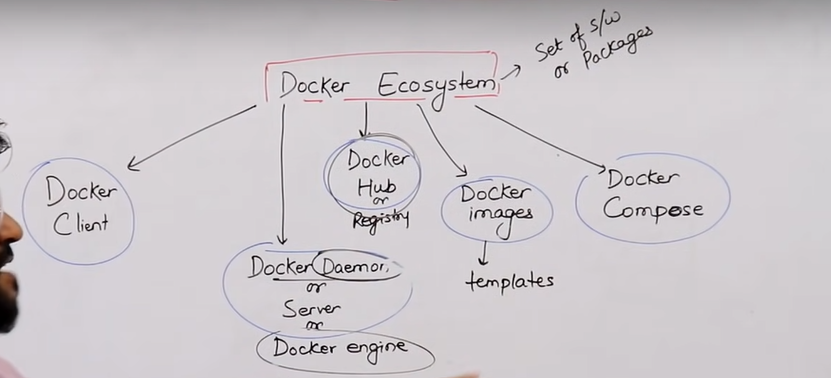 Set of s/w
or Packages
Docker Ecosystem
Docker
Client
Docker
Hub
or
Registry
Docker
images
templates
Docker
Compose
Docker Daemon,
or
Server
or
Docker engine